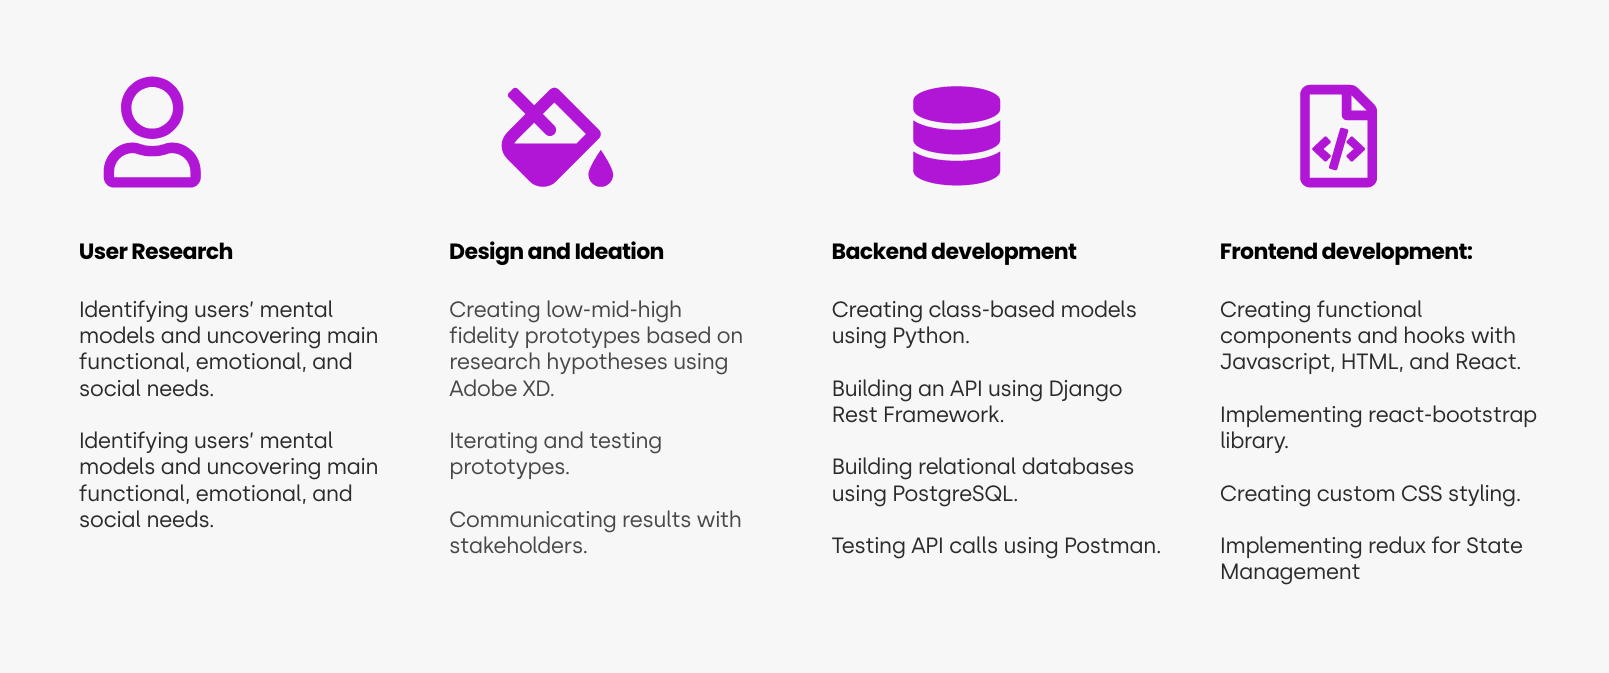 User Research
Identifying users’ mental
models and uncovering main
functional, emotional, and
social needs.
Identifying users’ mental
models and uncovering main
functional, emotional, and
social needs.
Design and Ideation
Creating low-mid-high
fidelity prototypes based on
research hypotheses using
Adobe XD.
Iterating and testing
prototypes.
Communicating results with
stakeholders.
Backend development
Creating class-based models
using Python.
Building an API using Django
Rest Framework.
Building relational databases
using PostgreSQL.
Testing API calls using Postman.
Frontend development:
Creating functional
components and hooks with
Javascript, HTML, and React.
Implementing react-bootstrap
library.
Creating custom CSS styling.
Implementing redux for State
Management